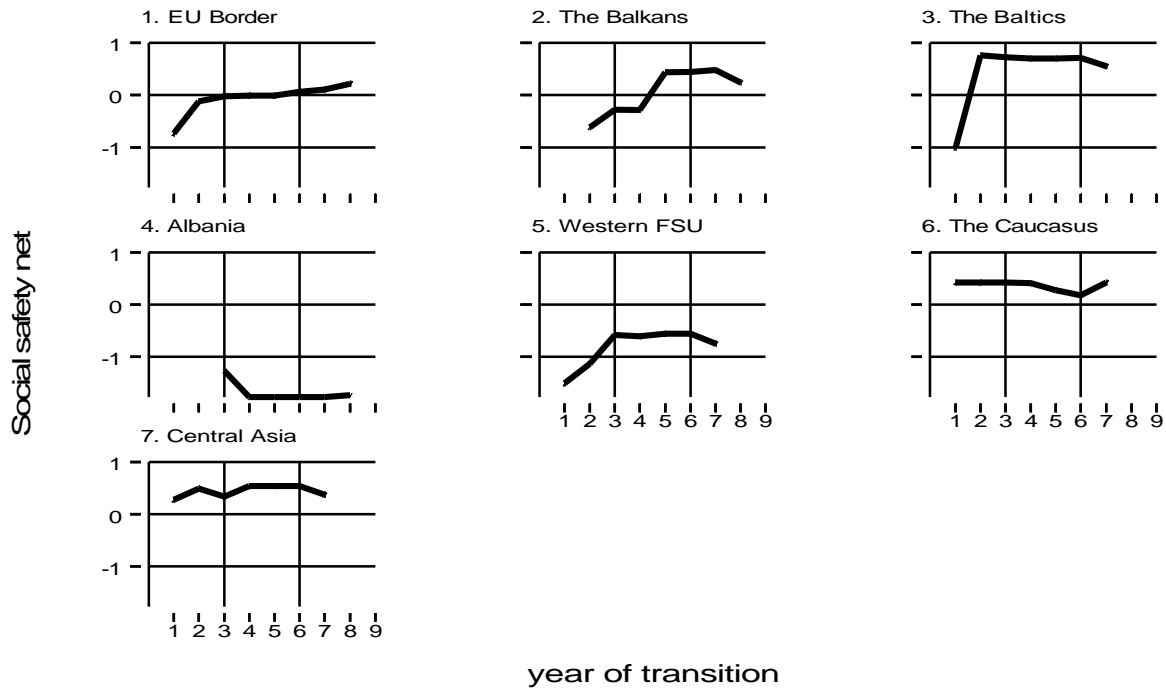 1. EU Border
2. The Balkans
3. The Baltics
1
0
-1
4. Albania
5. Western FSU
6. The Caucasus
1
0
-1
1 2 3 4 5 6 7 8 9
1 2 3 4 5 6 7 8 9
7. Central Asia
1
0
-1
1 2 3 4 5 6 7 8 9
Social safety net
year of transition